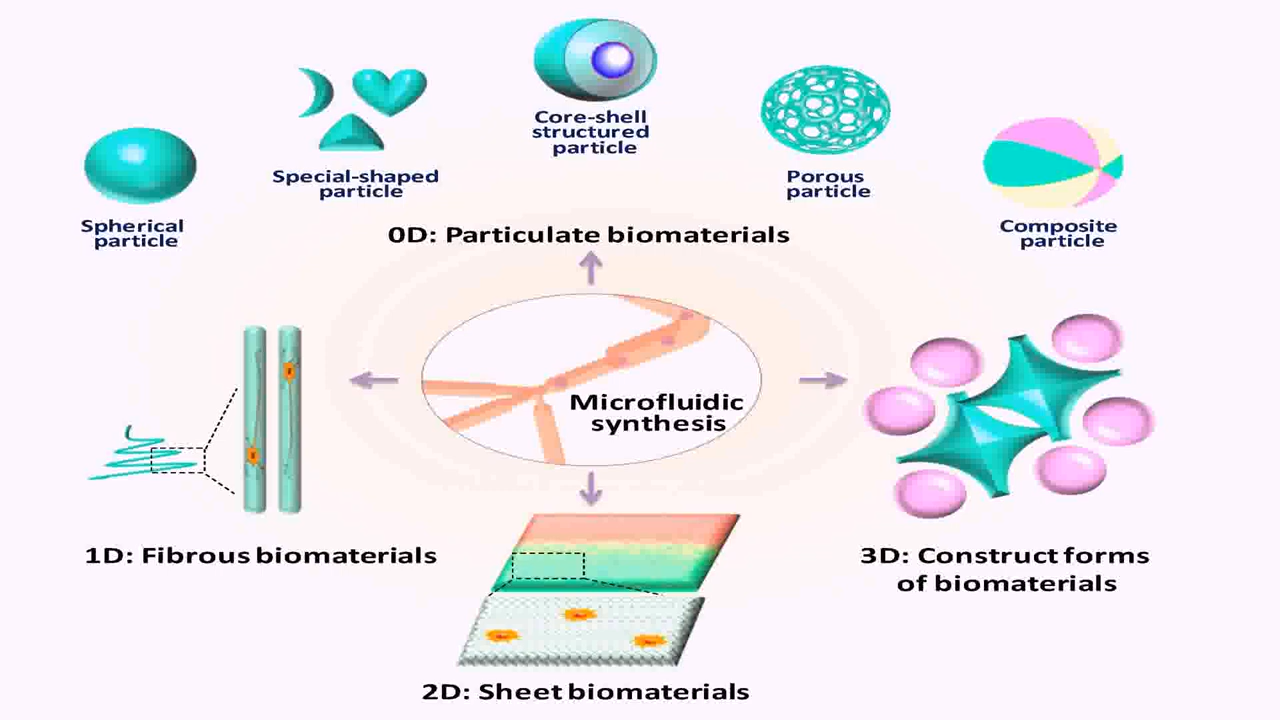 Core-shell
structured
particle
Special-shaped
particle
Porous
particle
Spherical
particle
Composite
particle
0D: Particulate biomaterials
Microfluidic
synthesis
1D: Fibrous biomaterials
3D: Construct forms
of biomaterials
2D: Sheet biomaterials